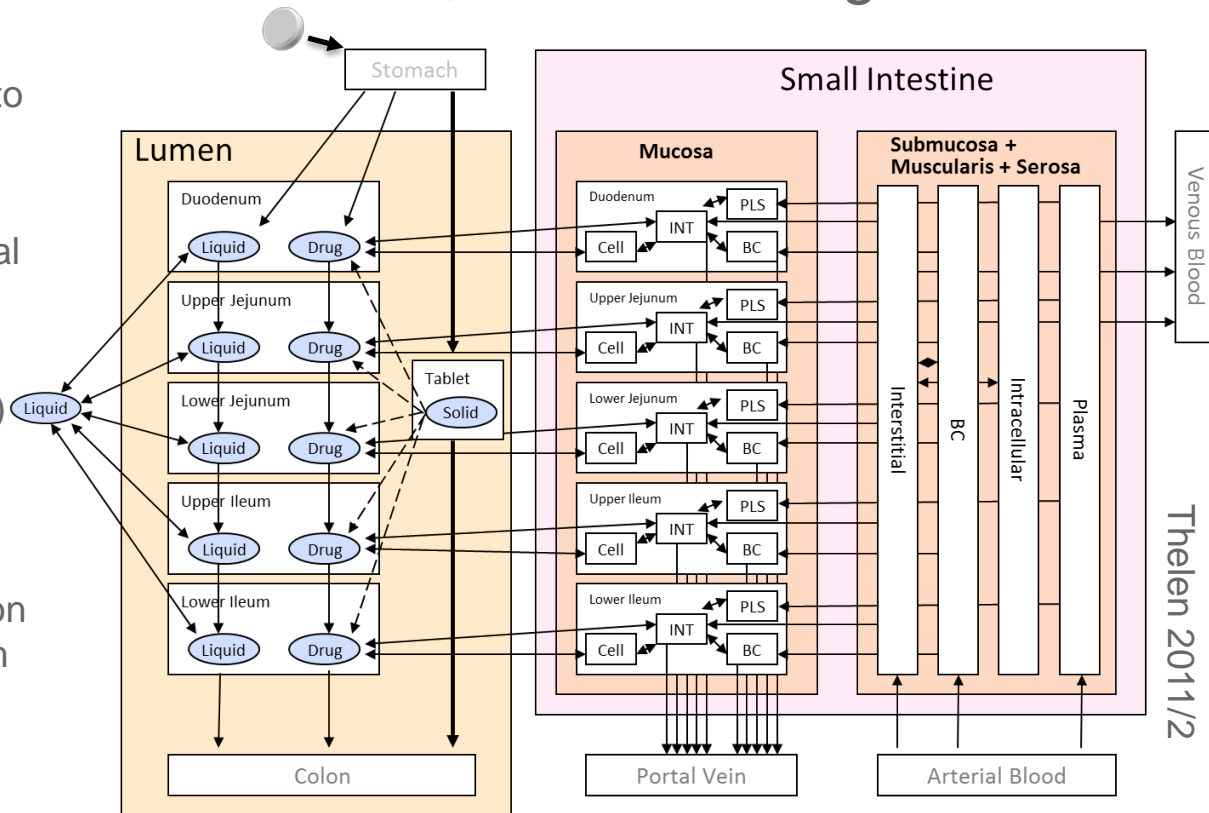 Stomach
Small Intestine
Lumen
Mucosa
Submucosa +
Muscularis + Serosa
Venous Blood
Duodenum
Liquid
Drug
Upper Jejunum
Liquid
Drug
Lower Jejunum
Liquid
Drug
Upper Ileum
Liquid
Drug
Lower Ileum
Liquid
Drug
Liquid
Tablet
Solid
Duodenum
PLS
INT
Cell
BC
Upper Jejunum
PLS
INT
Cell
BC
Lower Jejunum
PLS
INT
Cell
BC
Upper Ileum
PLS
INT
Cell
BC
Lower Ileum
PLS
INT
Cell
BC
Interstitial
BC
Intracellular
Plasma
Thelen 2011/2
Colon
Portal Vein
Arterial Blood